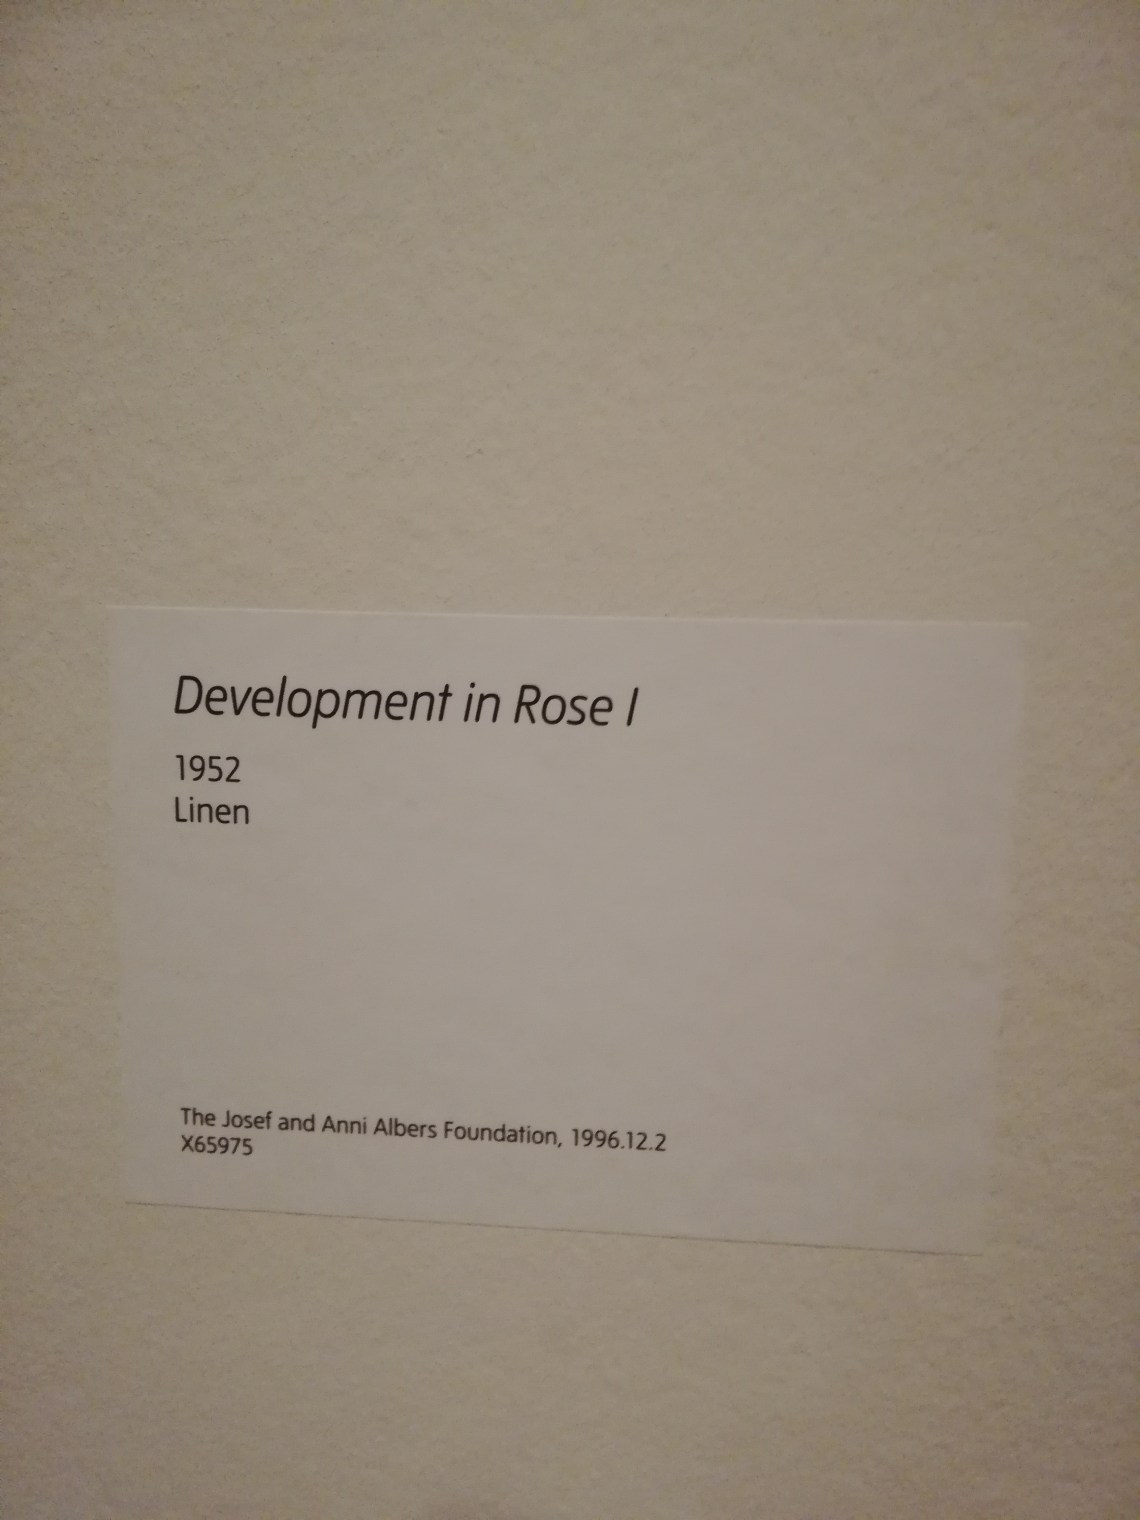 Development in Rose I
1952
Linen
The Josef and Anni Albers Foundation, 1996.12.2
X65975